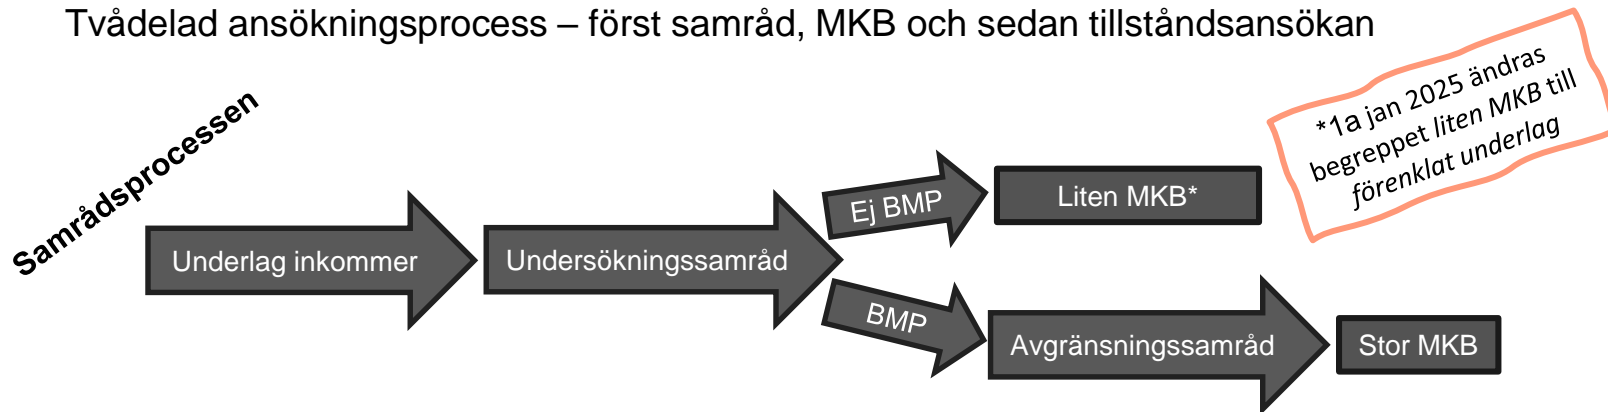 Tvådelad ansökningsprocess – först samråd, MKB och sedan tillståndsansökan
*1a jan 2025 ändras
begreppet liten MKB till
förenklat underlag
Samrådsprocessen
Underlag inkommer
Undersökningssamråd
Ej BMP
Liten MKB*
BMP
Avgränsningssamråd
Stor MKB